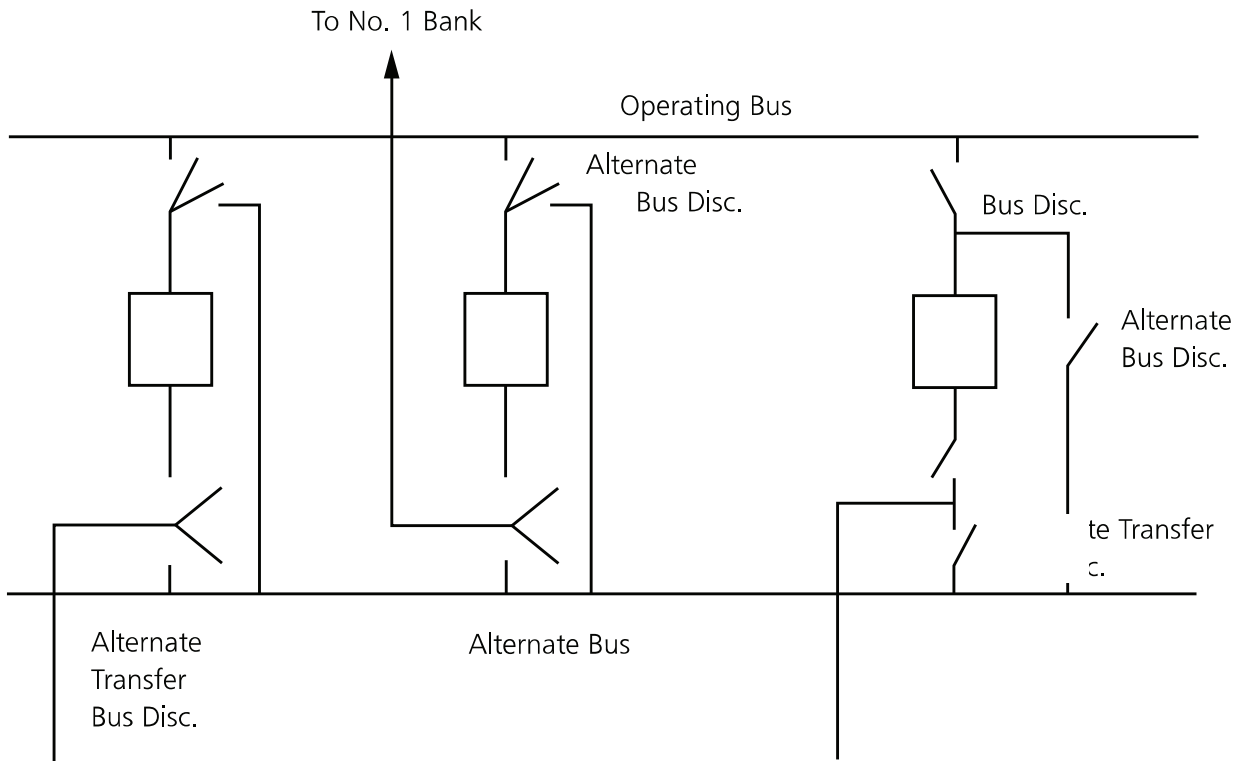 To No. 1 Bank
Operating Bus
Alternate
Bus Disc.
Bus Disc.
Alternate
Bus Disc.
te Transfer
c.
Alternate
Transfer
Bus Disc.
Alternate Bus